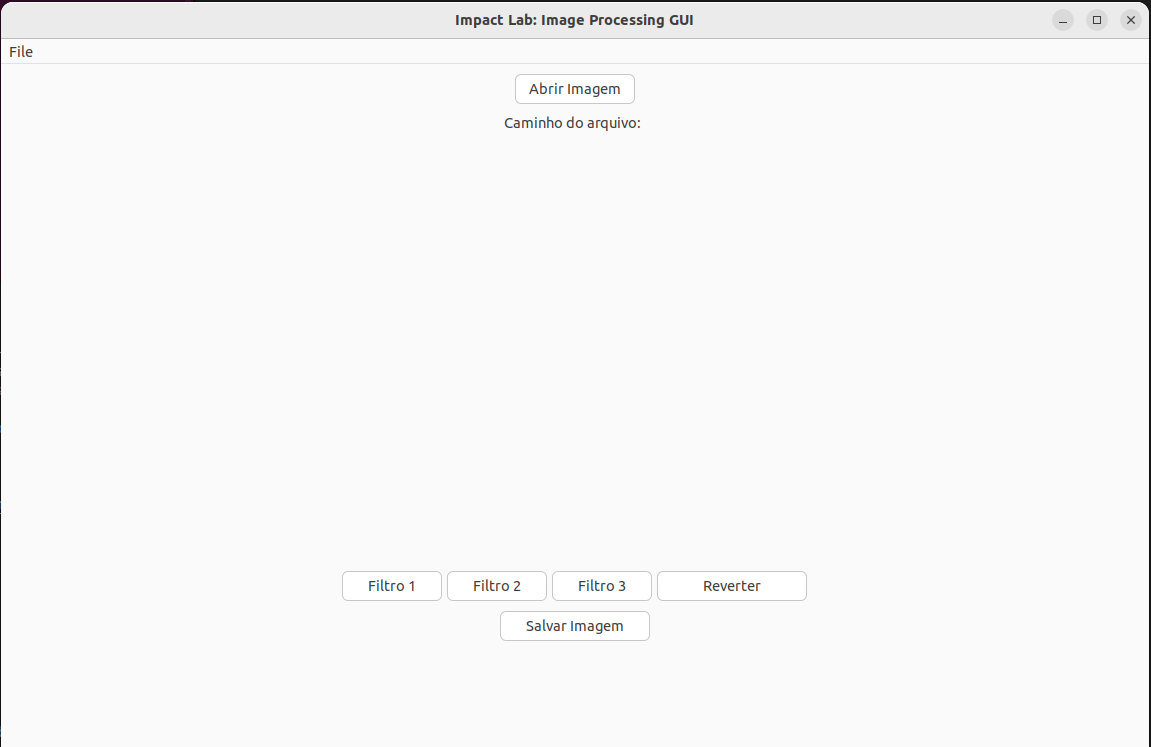 Impact Lab: Image Processing GUI
File
Abrir Imagem
Caminho do arquivo:
Filtro 1 Filtro 2 Filtro 3 Reverter
Salvar Imagem